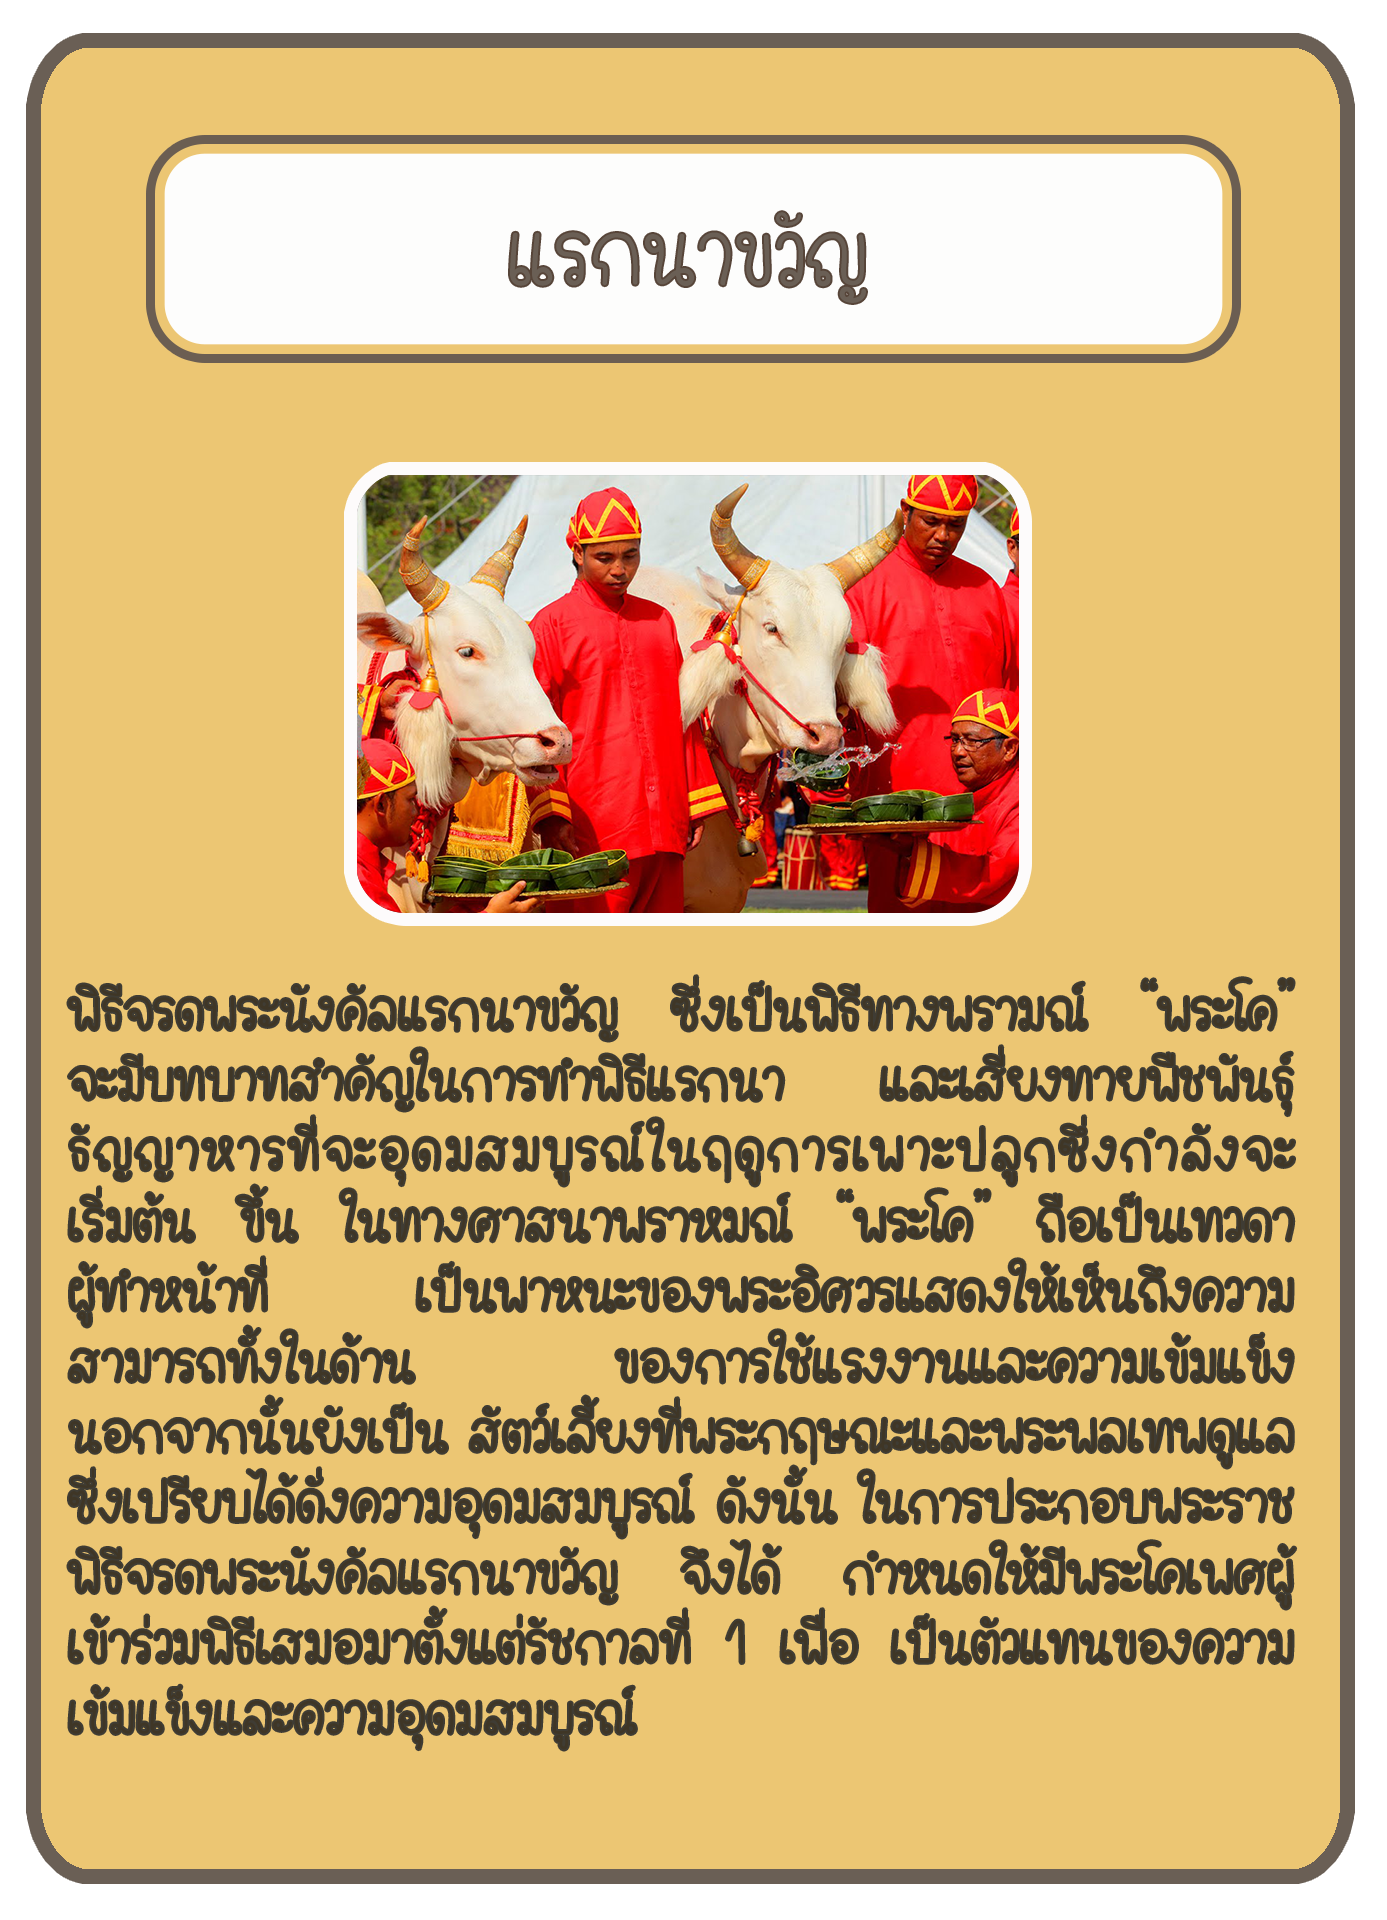 แรกนาขวัญ
พิธีจรดพระนังคัลแรกนาขวัญ ซึ่งเป็นพิธีทางพรามณ์ “พระโค”
จะมีบทบาทสำคัญในการทำพิธีแรกนา และเสี่ยงทายพืชพันธุ์
ธัญญาหารที่จะอุดมสมบูรณ์ในฤดูการเพาะปลูกซึ่งกำลังจะ
เริ่มต้น ขึ้น ในทางศาสนาพราหมณ์ “พระโค” ถือเป็นเทวดา
ผู้ทำหน้าที่ เป็นพาหนะของพระอิศวรแสดงให้เห็นถึงความ
สามารถทั้งในด้าน ของการใช้แรงงานและความเข้มแข็ง
นอกจากนั้นยังเป็น สัตว์เลี้ยงที่พระกฤษณะและพระพลเทพดูแล
ซึ่งเปรียบได้ดั่งความอุดมสมบูรณ์ ดังนั้น ในการประกอบพระราช
พิธีจรดพระนังคัลแรกนาขวัญ จึงได้ กำหนดให้มีพระโคเพศผู้
เข้าร่วมพิธีเสมอมาตั้งแต่รัชกาลที่ 1 เพื่อ เป็นตัวแทนของความ
เข้มแข็งและความอุดมสมบูรณ์